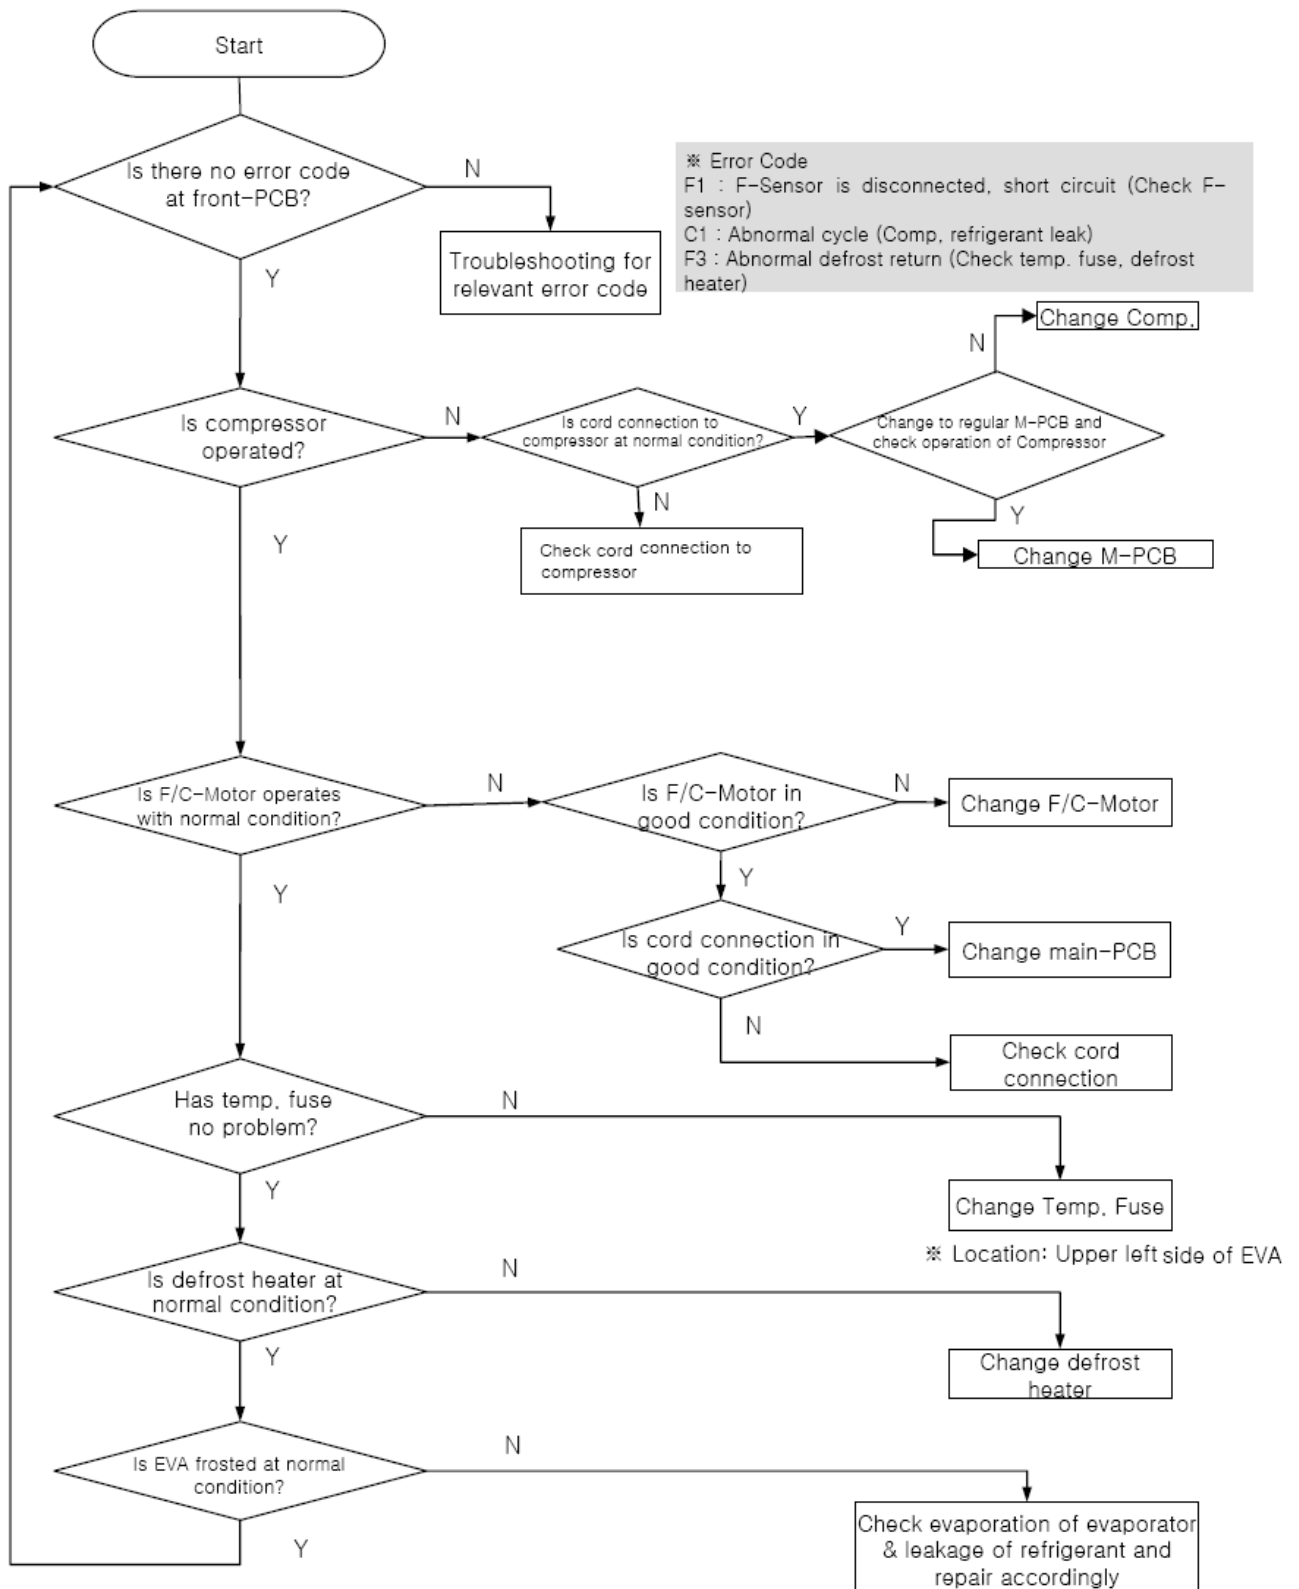 Start
Is there no error code
at front-PCB?
N
※ Error Code
F1 : F-Sensor is disconnected, short circuit (Check F-
sensor)
C1 : Abnormal cycle (Comp, refrigerant leak)
F3 : Abnormal defrost return (Check temp. fuse, defrost
heater)
Troubleshooting for
relevant error code
Y
Change Comp.
N
Is compressor
operated?
N
Is cord connection to
compressor at normal condition?
Y
Change to regular M-PCB and
check operation of Compressor
N
Y
Check cord connection to
compressor
Change M-PCB
Y
Is F/C-Motor operates
with normal condition?
N
Is F/C-Motor in
good condition?
N
Change F/C-Motor
Y
Y
Is cord connection in
good condition?
Y
Change main-PCB
N
Check cord
connection
Has temp. fuse
no problem?
N
Y
Change Temp. Fuse
※ Location: Upper left side of EVA
Is defrost heater at
normal condition?
N
Y
Change defrost
heater
Is EVA frosted at normal
condition?
N
Y
Check evaporation of evaporator
& leakage of refrigerant and
repair accordingly